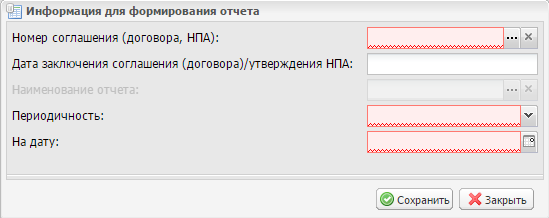 Информация для формирования отчета
Номер соглашения (договора, НПА):
Дата заключения соглашения (договора)/утверждения НПА:
Наименование отчета:
Периодичность:
На дату:
Сохранить Закрыть